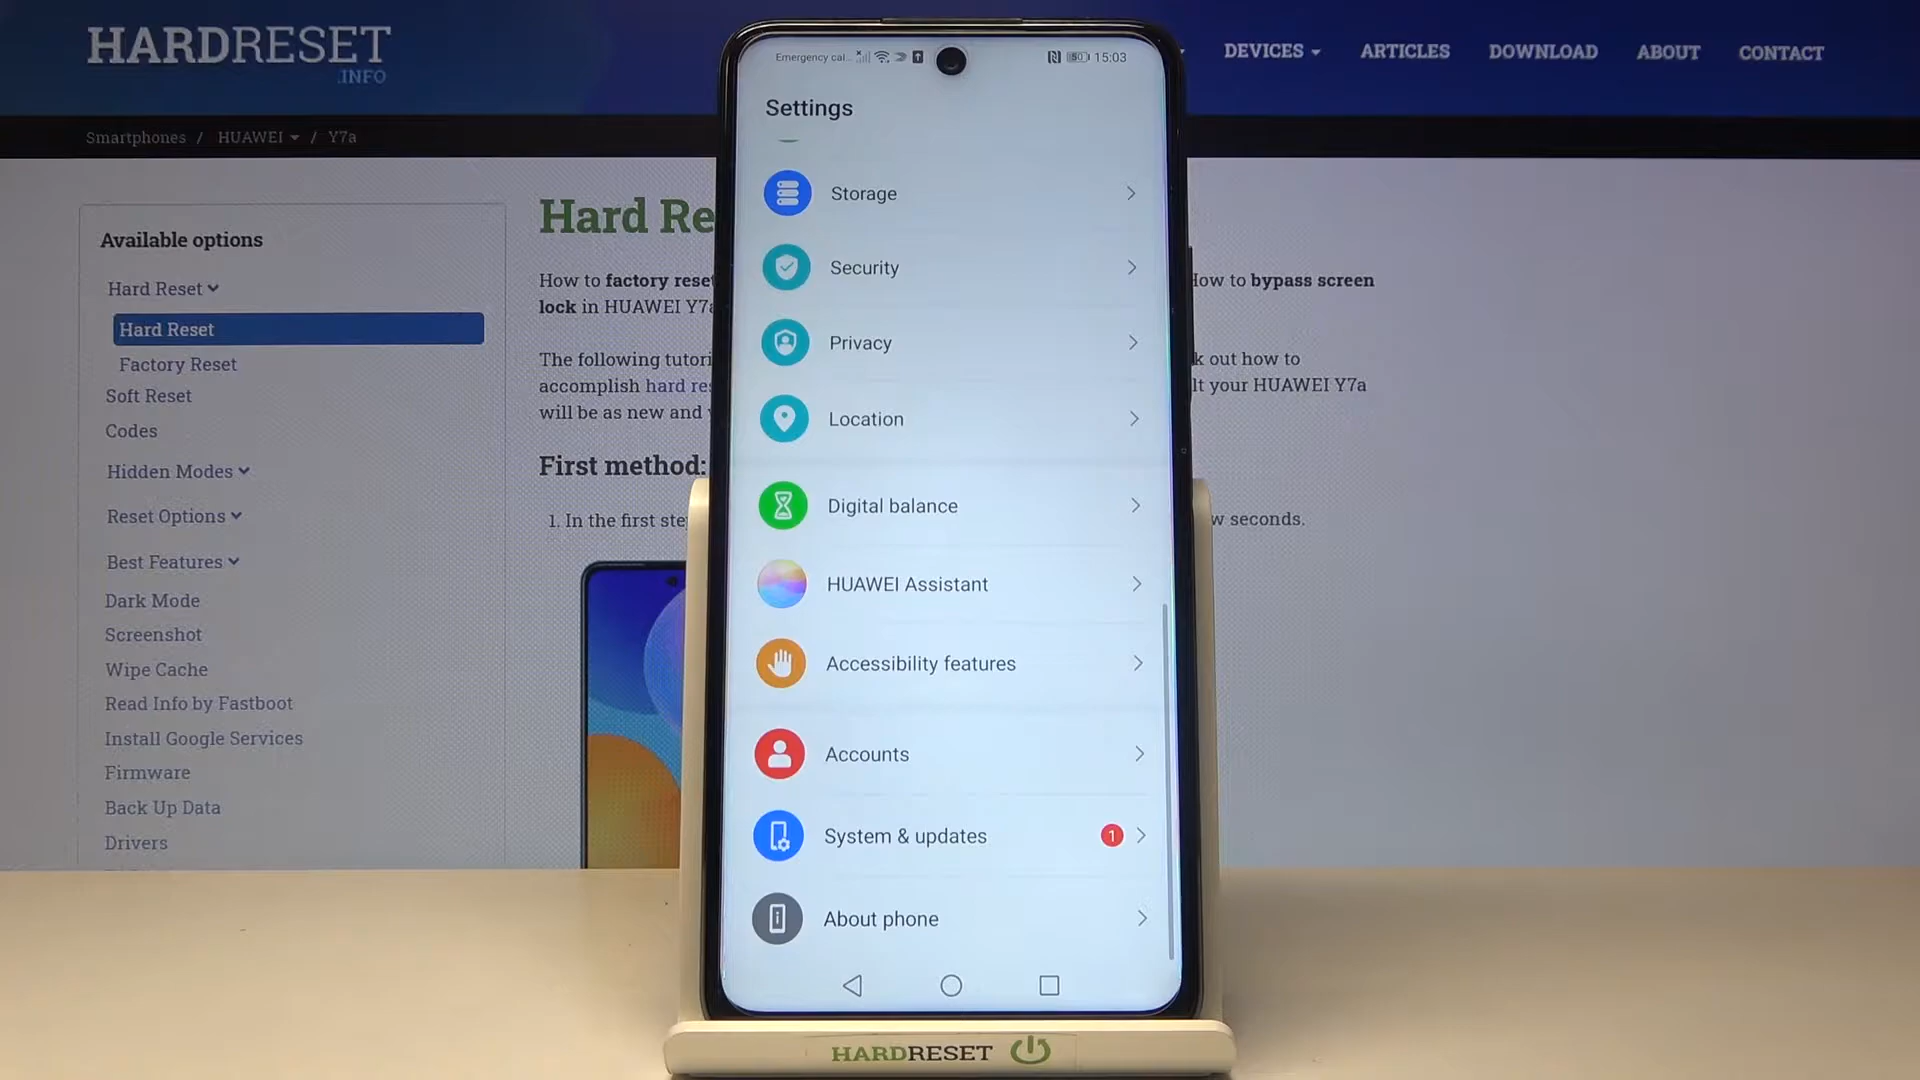 HARDRESET
.INFO
DEVICES
ARTICLES
DOWNLOAD
ABOUT
CONTACT
Smartphones / HUAWEI / Y7a
Available options
Hard Reset
Hard Reset
Factory Reset
Soft Reset
Codes
Hidden Modes
Reset Options
Best Features
Dark Mode
Screenshot
Wipe Cache
Read Info by Fastboot
Install Google Services
Firmware
Back Up Data
Drivers
Hard Re
How to factory reset
How to bypass screen
lock in HUAWEI Y7a
The following tutori
k out how to
accomplish hard res
lt your HUAWEI Y7a
will be as new and
First method:
1. In the first ste
w seconds.
Emergency cal...
50 15:03
Settings
Storage
Security
Privacy
Location
Digital balance
HUAWEI Assistant
Accessibility features
Accounts
System & updates 1
About phone
HARDRESET